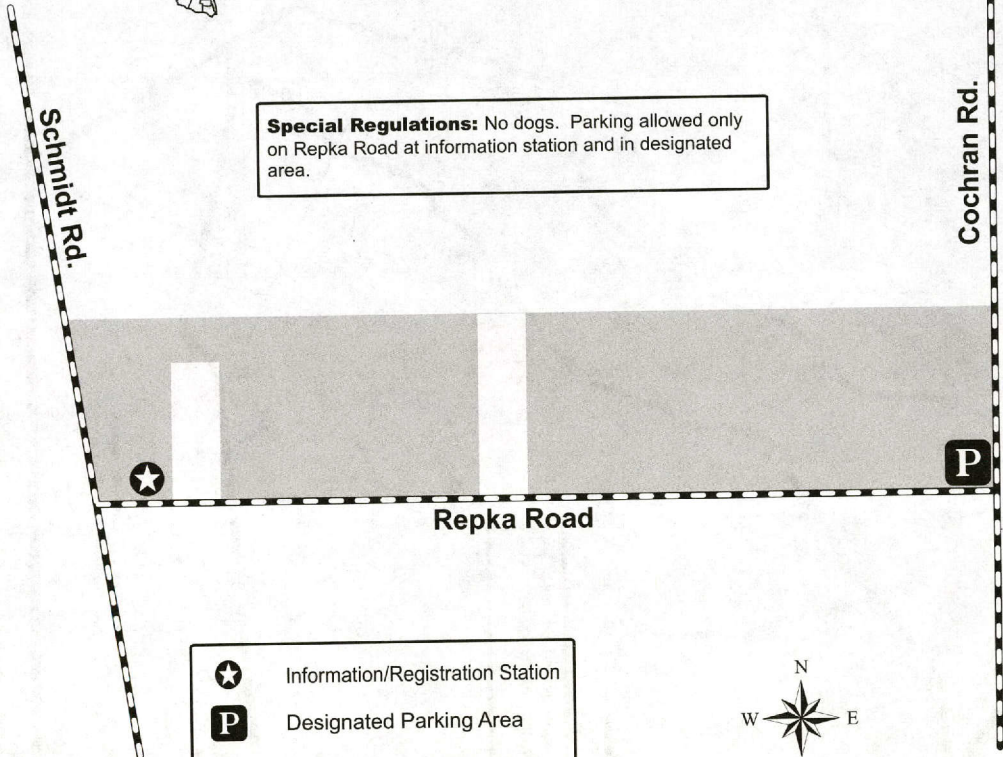 Schmidt Rd.
Special Regulations: No dogs. Parking allowed only
on Repka Road at information station and in designated
area.
Cochran Rd.
P
Repka Road
Information/Registration Station
P
Designated Parking Area
N
W
E